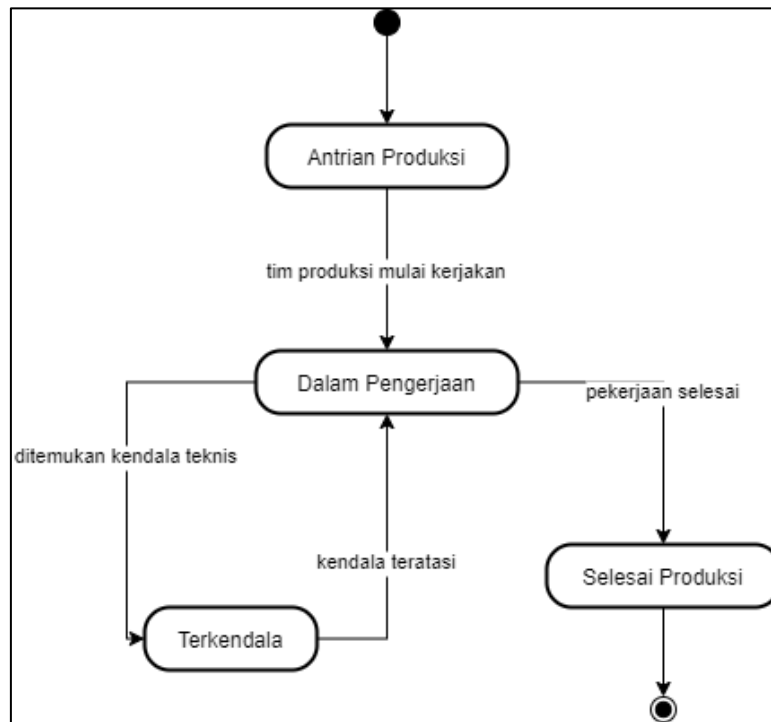 Antrian Produksi
tim produksi mulai kerjakan
Dalam Pengerjaan
pekerjaan selesai
ditemukan kendala teknis
kendala teratasi
Selesai Produksi
Terkendala